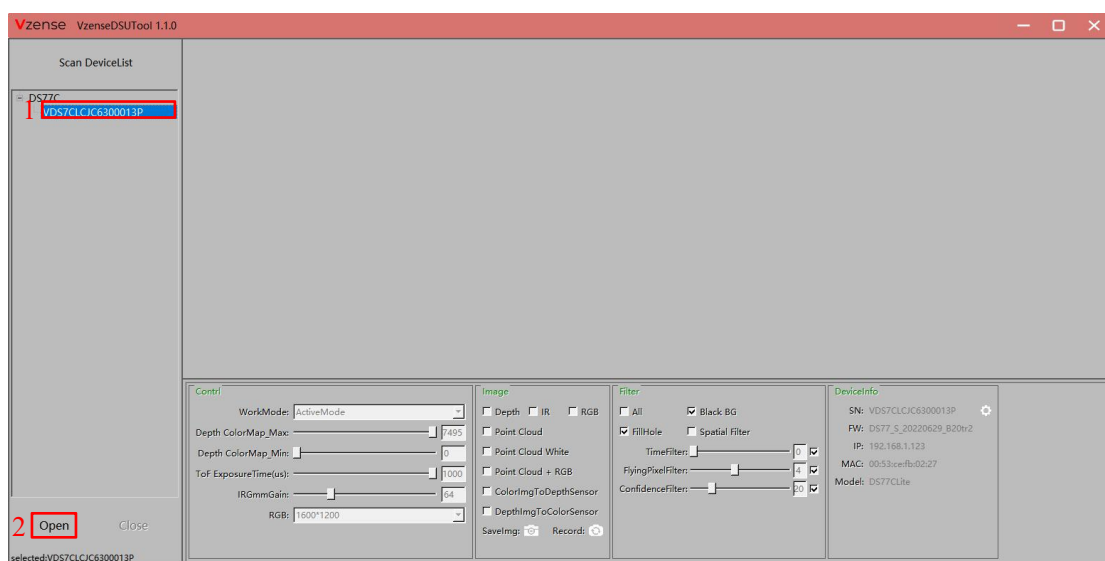 Vzense VzenseDSUTool 1.1.0
Scan DeviceList
DS77C
1 VDS7CLCJC6300013P
2 Open Close
selected:VDS7CLCJC6300013P
Contrl
WorkMode: ActiveMode
Depth ColorMap_Max: 7495
Depth ColorMap_Min: 0
ToF ExposureTime(us): 1000
IRGmmGain: 64
RGB: 1600*1200
Image
Depth IR RGB
Point Cloud
Point Cloud White
Point Cloud + RGB
ColorImgToDepthSensor
DepthImgToColorSensor
SaveImg: Record:
Filter
All Black BG
FillHole Spatial Filter
TimeFilter: 0
FlyingPixelFilter: 4
ConfidenceFilter: 20
DeviceInfo
SN: VDS7CLCJC6300013P
FW: DS77_S_20220629_B20tr2
IP: 192.168.1.123
MAC: 00:53:ce:fb:02:27
Model: DS77CLite